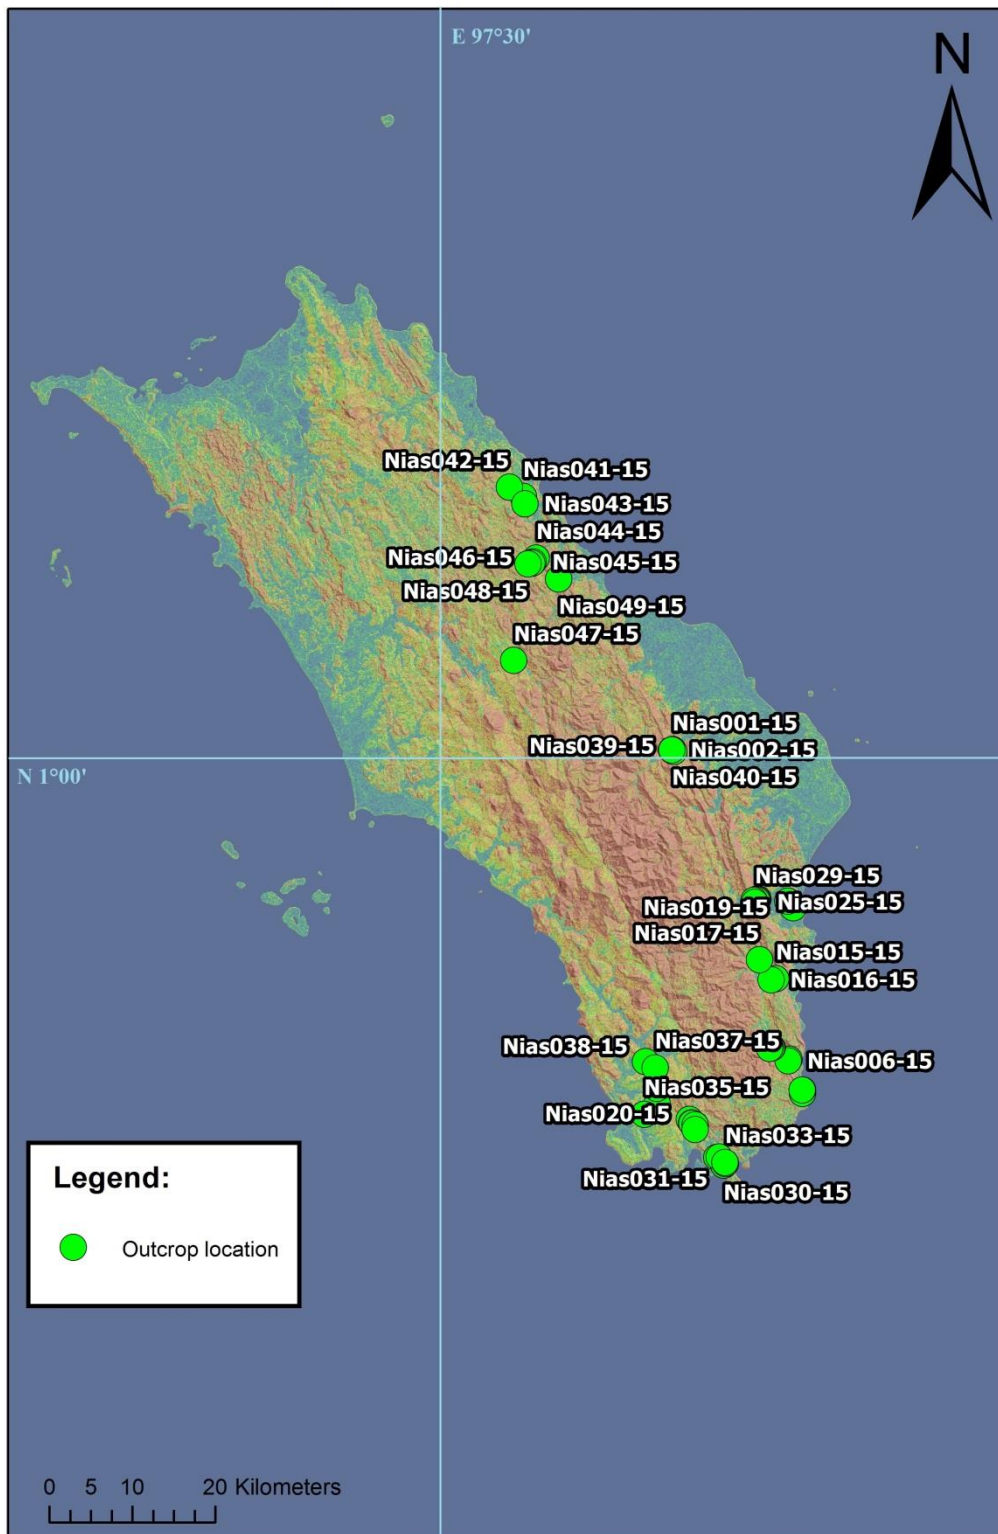 E 97°30'
N
Nias042-15
Nias041-15
Nias043-15
Nias044-15
Nias046-15
Nias045-15
Nias048-15
Nias049-15
Nias047-15
Nias001-15
Nias039-15
Nias002-15
N 1°00'
Nias040-15
Nias029-15
Nias019-15
Nias025-15
Nias017-15
Nias015-15
Nias016-15
Nias038-15
Nias037-15
Nias006-15
Nias035-15
Nias020-15
Nias033-15
Nias031-15
Nias030-15
Legend:
Outcrop location
0 5 10 20 Kilometers